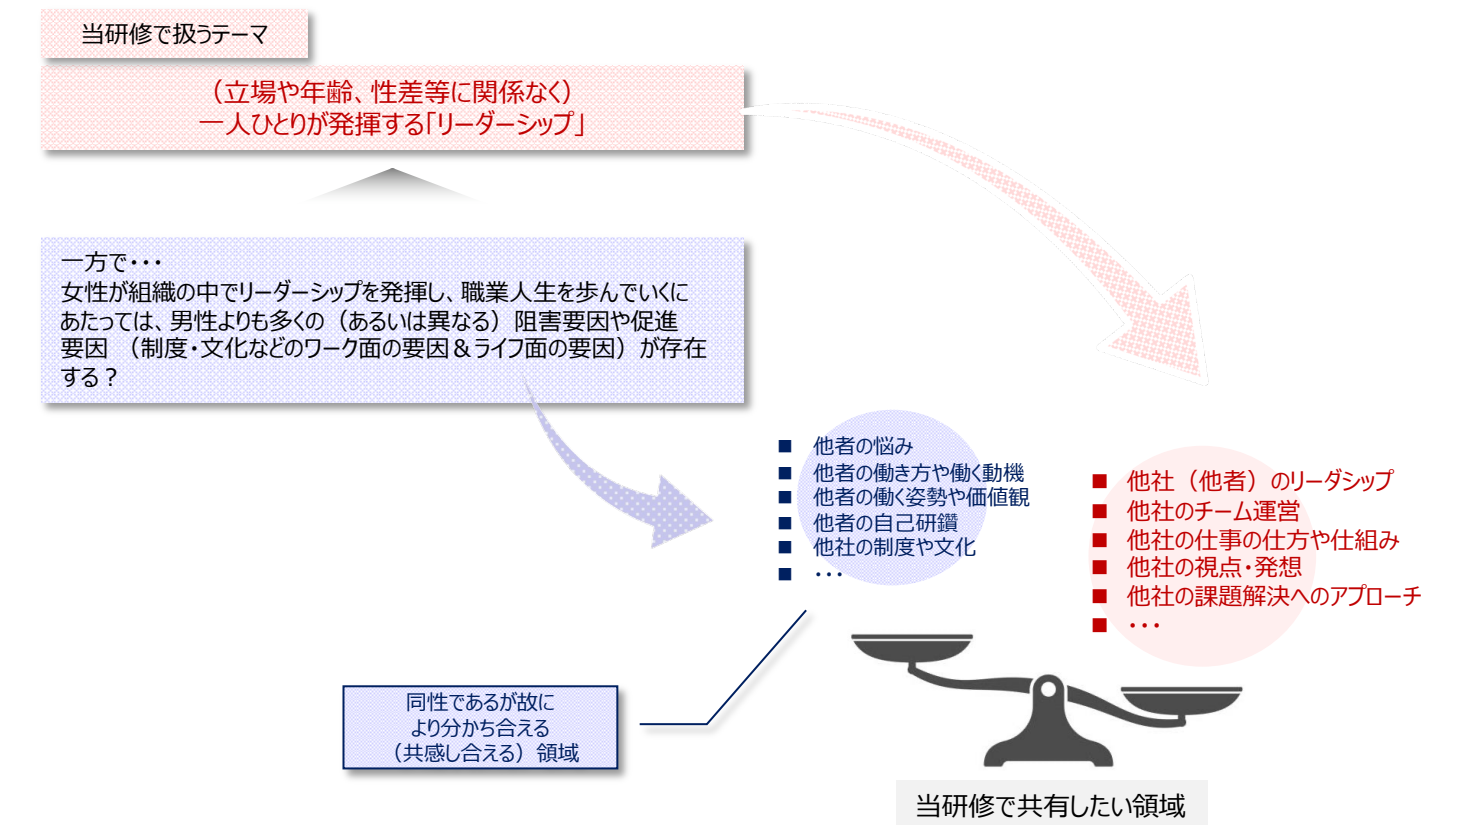 当研修で扱うテーマ
（立場や年齢、性差等に関係なく）
一人ひとりが発揮する「リーダーシップ」
一方で・・・
女性が組織の中でリーダーシップを発揮し、職業人生を歩んでいくに
あたっては、男性よりも多くの（あるいは異なる）阻害要因や促進
要因　（制度・文化などのワーク面の要因＆ライフ面の要因）が存在
する？
■ 他者の悩み
■ 他者の働き方や働く動機
■ 他者の働く姿勢や価値観
■ 他者の自己研鑽
■ 他社の制度や文化
■ ・・・
■ 他社（他者）のリーダシップ
■ 他社のチーム運営
■ 他社の仕事の仕方や仕組み
■ 他社の視点・発想
■ 他社の課題解決へのアプローチ
■ ・・・
同性であるが故に
より分かち合える
（共感し合える）領域
当研修で共有したい領域